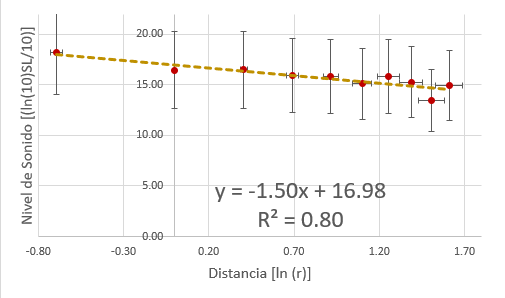 20.00
15.00
10.00
5.00
0.00
Nivel de Sonido [(ln(10)SL/10)]
y = -1.50x + 16.98
R² = 0.80
-0.80 -0.30 0.20 0.70 1.20 1.70
Distancia [ln (r)]